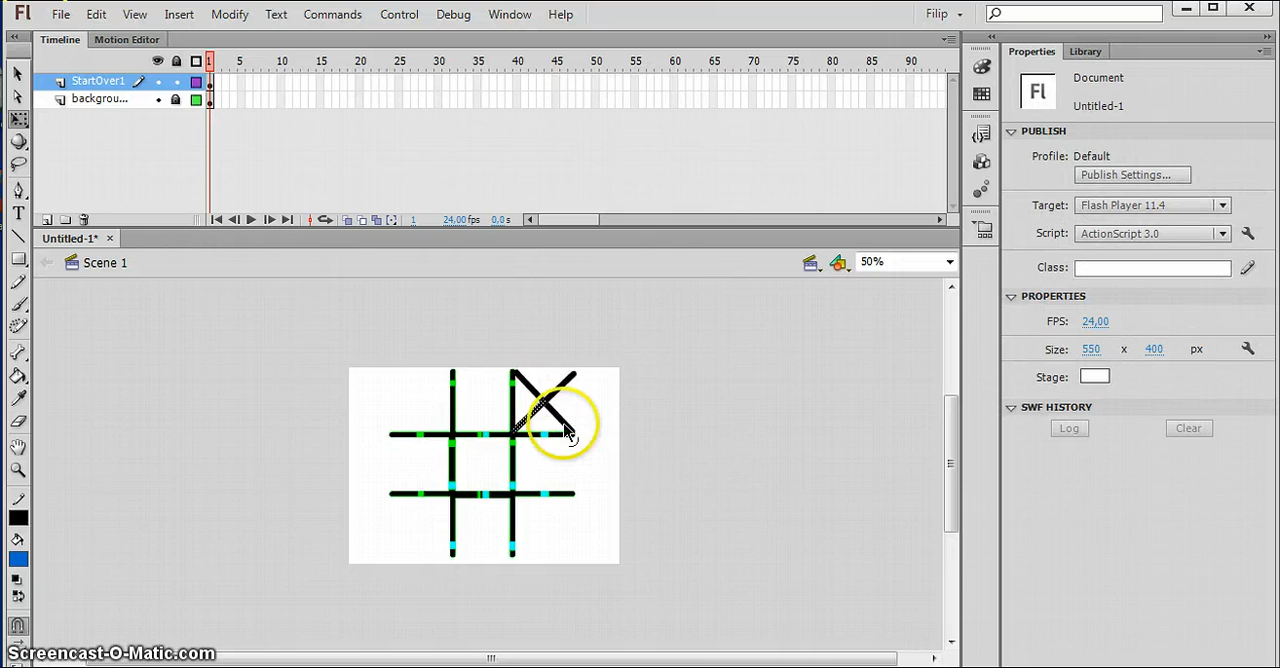 Fl File Edit View Insert Modify Text Commands Control Debug Window Help Filip
Timeline Motion Editor
Properties Library
1 5 10 15 20 25 30 35 40 45 50 55 60 65 70 75 80 85 90
StartOver1
backgrou...
Fl Document
Untitled-1
PUBLISH
Profile: Default
Publish Settings...
Target: Flash Player 11.4
Script: ActionScript 3.0
Class:
PROPERTIES
FPS: 24,00
Size: 550 x 400 px
Stage:
SWF HISTORY
Log Clear
1 24,00 fps 0,0 s
Untitled-1* ×
Scene 1 50%
T
Screencast-O-Matic.com